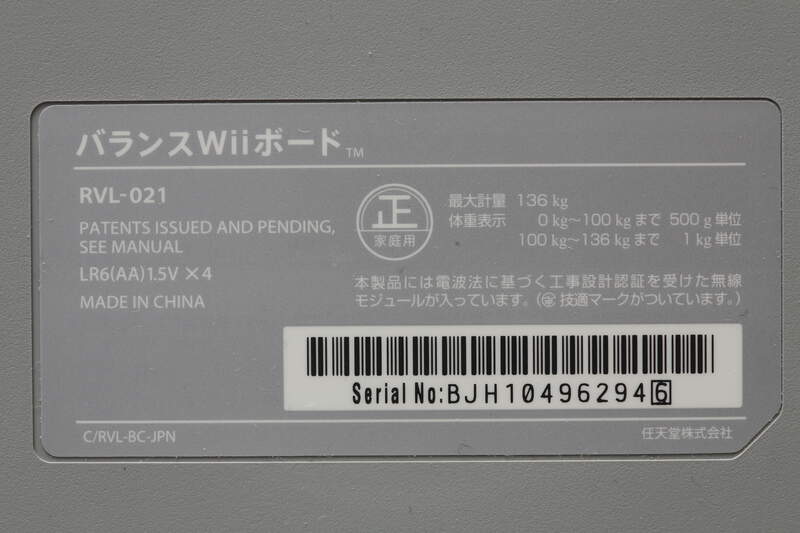 バランスWiiボード™
RVL-021
PATENTS ISSUED AND PENDING,
SEE MANUAL
LR6(AA)1.5V ×4
MADE IN CHINA
正
家庭用
最大計量 136 kg
体重表示 0 kg〜100 kgまで 500 g 単位
100 kg〜136 kgまで 1 kg 単位
本製品には電波法に基づく工事設計認証を受けた無線
モジュールが入っています。(技適マークがついています。)
Serial No:BJH104962946
C/RVL-BC-JPN
任天堂株式会社